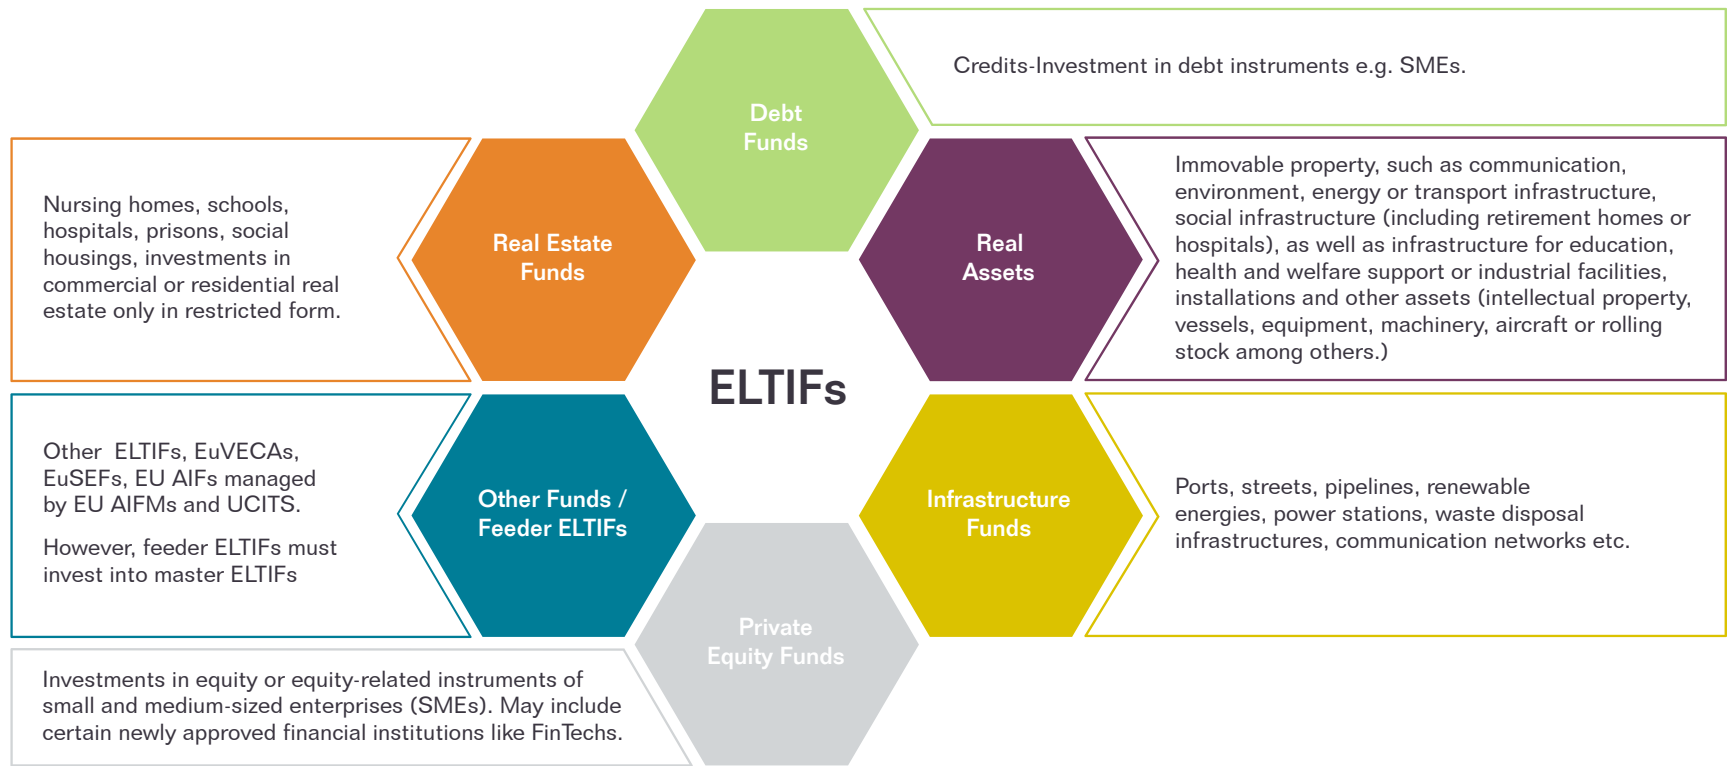 Debt
Funds
Credits-Investment in debt instruments e.g. SMEs.
Nursing homes, schools,
hospitals, prisons, social
housings, investments in
commercial or residential real
estate only in restricted form.
Real Estate
Funds
Real
Assets
Immovable property, such as communication,
environment, energy or transport infrastructure,
social infrastructure (including retirement homes or
hospitals), as well as infrastructure for education,
health and welfare support or industrial facilities,
installations and other assets (intellectual property,
vessels, equipment, machinery, aircraft or rolling
stock among others.)
ELTIFs
Other ELTIFs, EuVECAs,
EuSEFs, EU AIFs managed
by EU AIFMs and UCITS.
However, feeder ELTIFs must
invest into master ELTIFs
Other Funds /
Feeder ELTIFs
Infrastructure
Funds
Ports, streets, pipelines, renewable
energies, power stations, waste disposal
infrastructures, communication networks etc.
Private
Equity Funds
Investments in equity or equity-related instruments of
small and medium-sized enterprises (SMEs). May include
certain newly approved financial institutions like FinTechs.